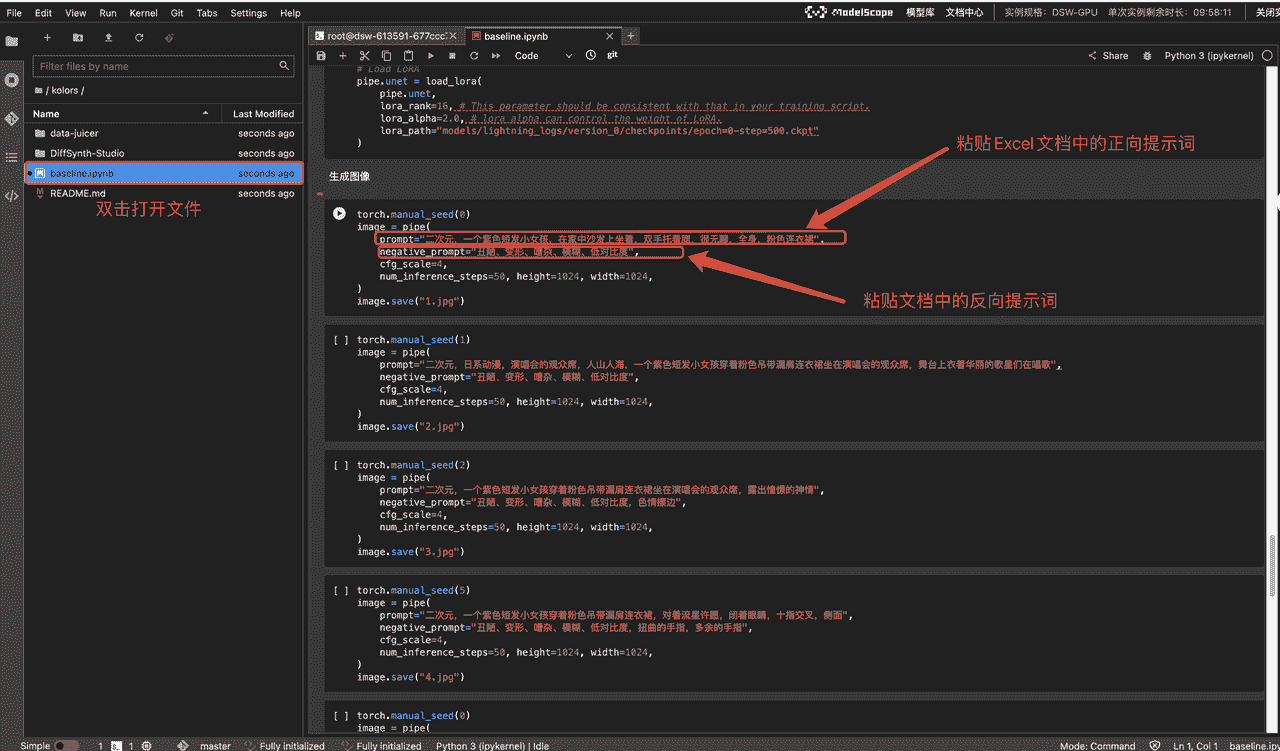 File Edit View Run Kernel Git Tabs Settings Help
ModelScope 模型库 文档中心 实例规格：DSW-GPU 单次实例剩余时长：09:58:11 关闭实
root@dsw-613591-677ccc
baseline.ipynb
Code
git
Share
Python 3 (ipykernel)
Filter files by name
/ kolors /
Name Last Modified
data-juicer seconds ago
DiffSynth-Studio seconds ago
baseline.ipynb seconds ago
README.md seconds ago
双击打开文件
# Load LoRA
pipe.unet = load_lora(
pipe.unet,
lora_rank=16, # This parameter should be consistent with that in your training script.
lora_alpha=2.0, # lora_alpha can control the weight of LoRA.
lora_path="models/lightning_logs/version_0/checkpoints/epoch=0-step=500.ckpt"
)
粘贴Excel文档中的正向提示词
生成图像
torch.manual_seed(0)
image = pipe(
prompt="二次元，一个紫色短发小女孩，在家中沙发上坐着，双手托着腮，很无聊，全身，粉色连衣裙",
negative_prompt="丑陋、变形、嘈杂、模糊、低对比度",
cfg_scale=4,
num_inference_steps=50, height=1024, width=1024,
)
image.save("1.jpg")
粘贴文档中的反向提示词
[ ] torch.manual_seed(1)
image = pipe(
prompt="二次元，日系动漫，演唱会的观众席，人山人海，一个紫色短发小女孩穿着粉色吊带漏肩连衣裙坐在演唱会的观众席，舞台上衣着华丽的歌星们在唱歌",
negative_prompt="丑陋、变形、嘈杂、模糊、低对比度",
cfg_scale=4,
num_inference_steps=50, height=1024, width=1024,
)
image.save("2.jpg")
[ ] torch.manual_seed(2)
image = pipe(
prompt="二次元，一个紫色短发小女孩穿着粉色吊带漏肩连衣裙坐在演唱会的观众席，露出憧憬的神情",
negative_prompt="丑陋、变形、嘈杂、模糊、低对比度，色情擦边",
cfg_scale=4,
num_inference_steps=50, height=1024, width=1024,
)
image.save("3.jpg")
[ ] torch.manual_seed(5)
image = pipe(
prompt="二次元，一个紫色短发小女孩穿着粉色吊带漏肩连衣裙，对着流星许愿，闭着眼睛，十指交叉，侧面",
negative_prompt="丑陋、变形、嘈杂、模糊、低对比度，扭曲的手指，多余的手指",
cfg_scale=4,
num_inference_steps=50, height=1024, width=1024,
)
image.save("4.jpg")
[ ] torch.manual_seed(0)
image = pipe(
Simple 1 1 master Fully initialized Fully initialized Python 3 (ipykernel) | Idle Mode: Command Ln 1, Col 1 baseline.ip